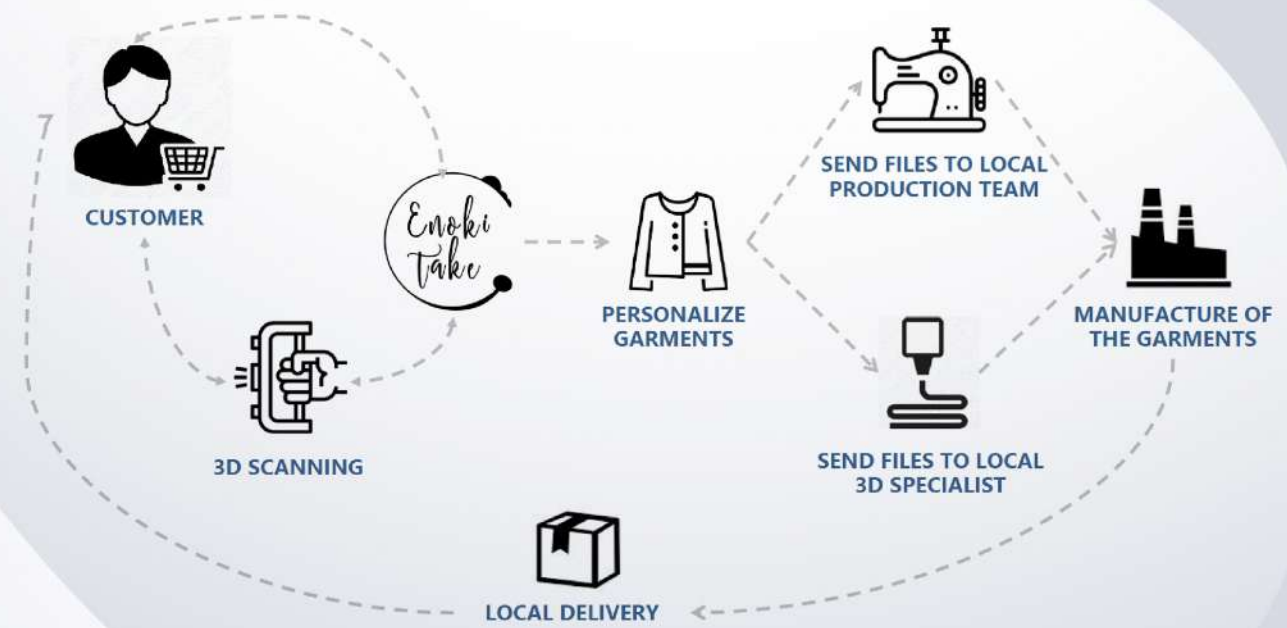 CUSTOMER
Enoki
Take
3D SCANNING
PERSONALIZE
GARMENTS
SEND FILES TO LOCAL
PRODUCTION TEAM
SEND FILES TO LOCAL
3D SPECIALIST
MANUFACTURE OF
THE GARMENTS
LOCAL DELIVERY